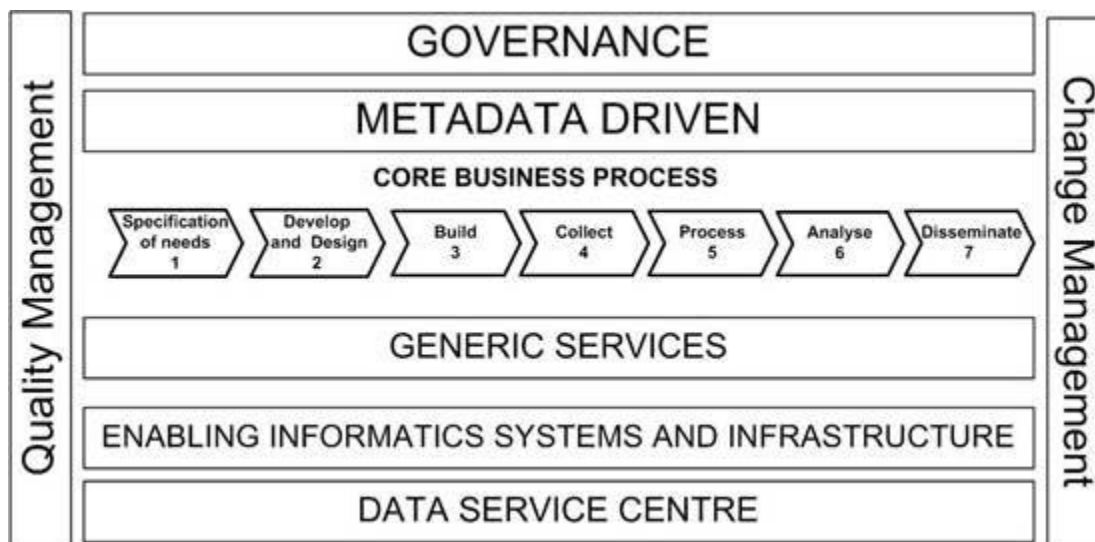 Quality Management
GOVERNANCE
METADATA DRIVEN
CORE BUSINESS PROCESS
Specification
of needs
1
Develop
and Design
2
Build
3
Collect
4
Process
5
Analyse
6
Disseminate
7
GENERIC SERVICES
ENABLING INFORMATICS SYSTEMS AND INFRASTRUCTURE
DATA SERVICE CENTRE
Change Management